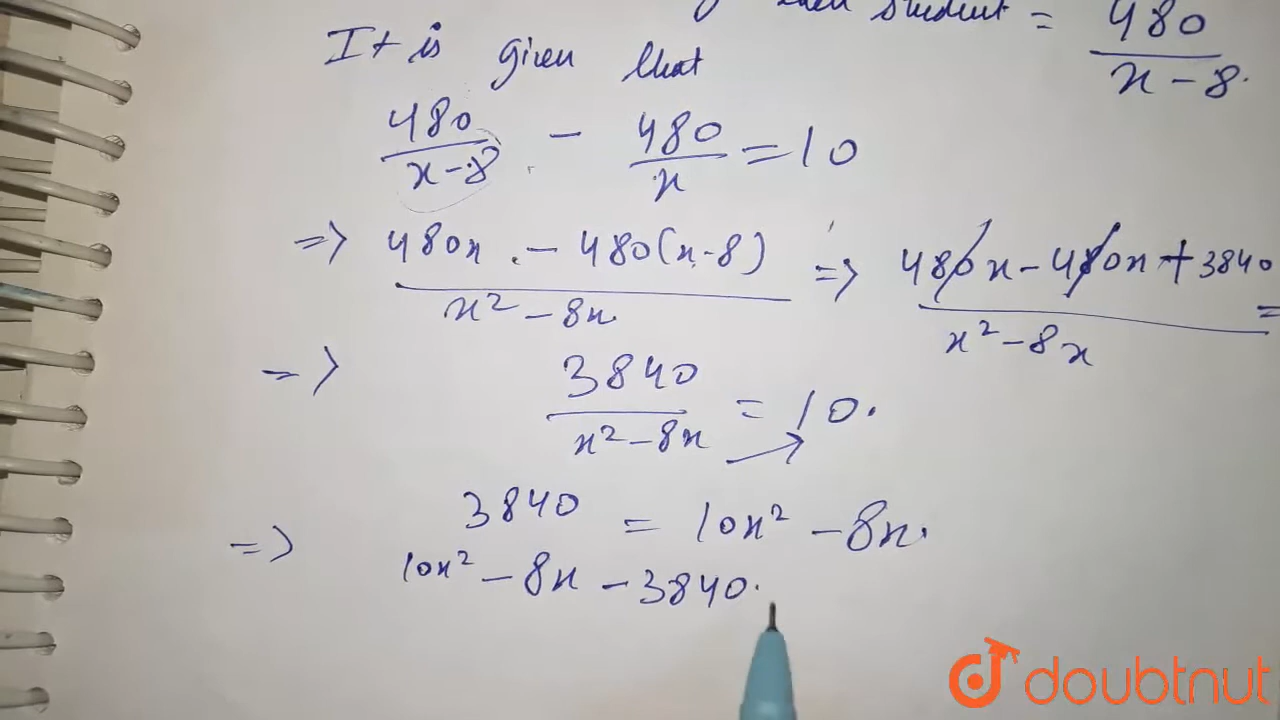 student = 480/(x-8).
It is given that
480/(x-8) - 480/x = 10
=> (480x - 480(x-8))/(x² - 8x) => (480x - 480x + 3840)/(x² - 8x) =
=> 3840/(x² - 8x) = 10.
=> 3840 = 10x² - 8x.
10x² - 8x - 3840.
doubtnut